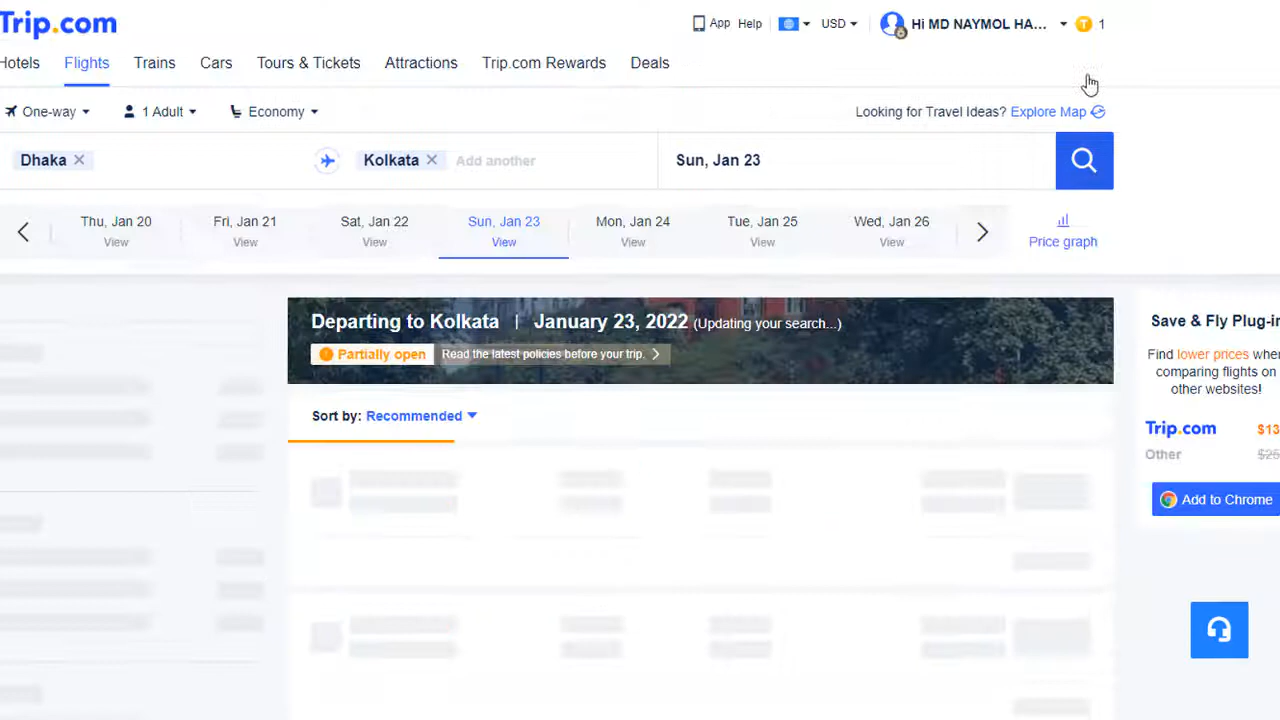 Trip.com
App Help USD Hi MD NAYMOL HA... T 1
Hotels Flights Trains Cars Tours & Tickets Attractions Trip.com Rewards Deals
One-way 1 Adult Economy Looking for Travel Ideas? Explore Map
Dhaka Kolkata Add another Sun, Jan 23
Thu, Jan 20 Fri, Jan 21 Sat, Jan 22 Sun, Jan 23 Mon, Jan 24 Tue, Jan 25 Wed, Jan 26
View View View View View View View Price graph
Departing to Kolkata | January 23, 2022 (Updating your search...)
Partially open Read the latest policies before your trip.
Sort by: Recommended
Save & Fly Plug-in
Find lower prices when
comparing flights on
other websites!
Trip.com $13
Other $25
Add to Chrome